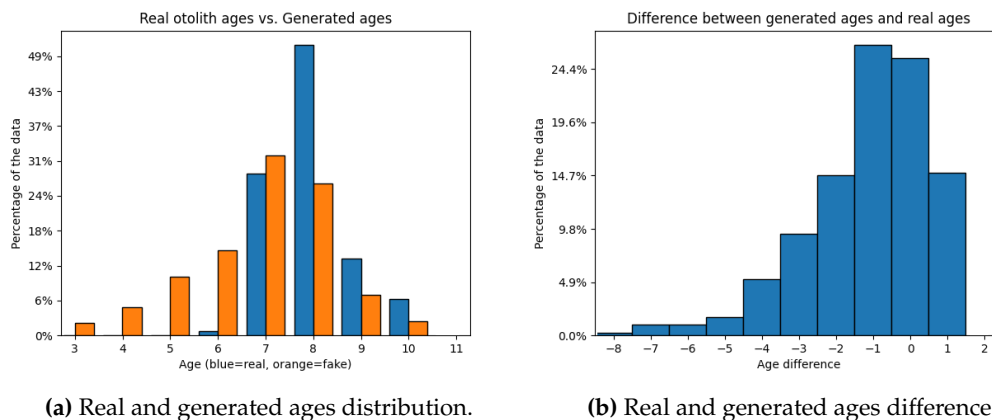 Real otolith ages vs. Generated ages
49%
43%
37%
31%
24%
18%
12%
6%
0%
Percentage of the data
3 4 5 6 7 8 9 10 11
Age (blue=real, orange=fake)
(a) Real and generated ages distribution.
Difference between generated ages and real ages
24.4%
19.6%
14.7%
9.8%
4.9%
0.0%
Percentage of the data
−8 −7 −6 −5 −4 −3 −2 −1 0 1 2
Age difference
(b) Real and generated ages difference